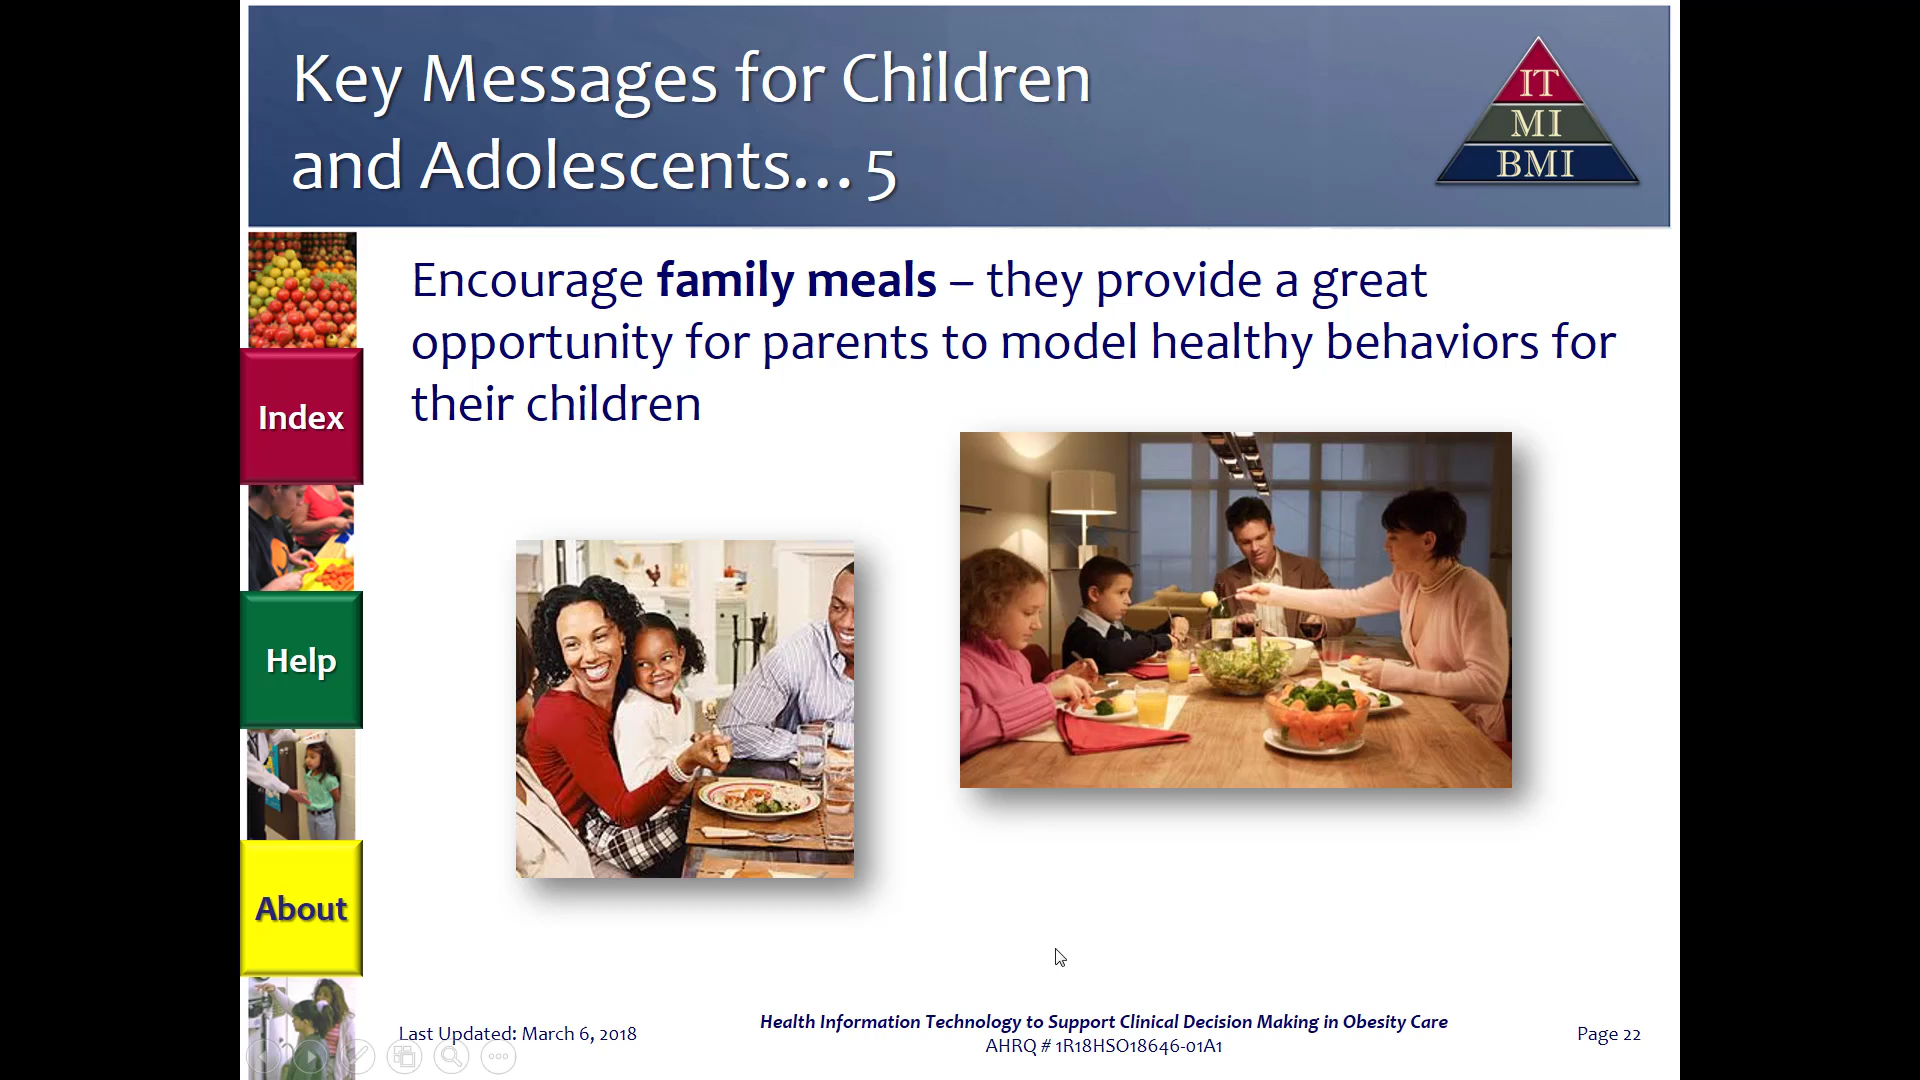 Key Messages for Children
and Adolescents... 5
IT
MI
BMI
Encourage family meals – they provide a great
opportunity for parents to model healthy behaviors for
their children
Index
Help
About
Last Updated: March 6, 2018
Health Information Technology to Support Clinical Decision Making in Obesity Care
AHRQ # 1R18HSO18646-01A1
Page 22